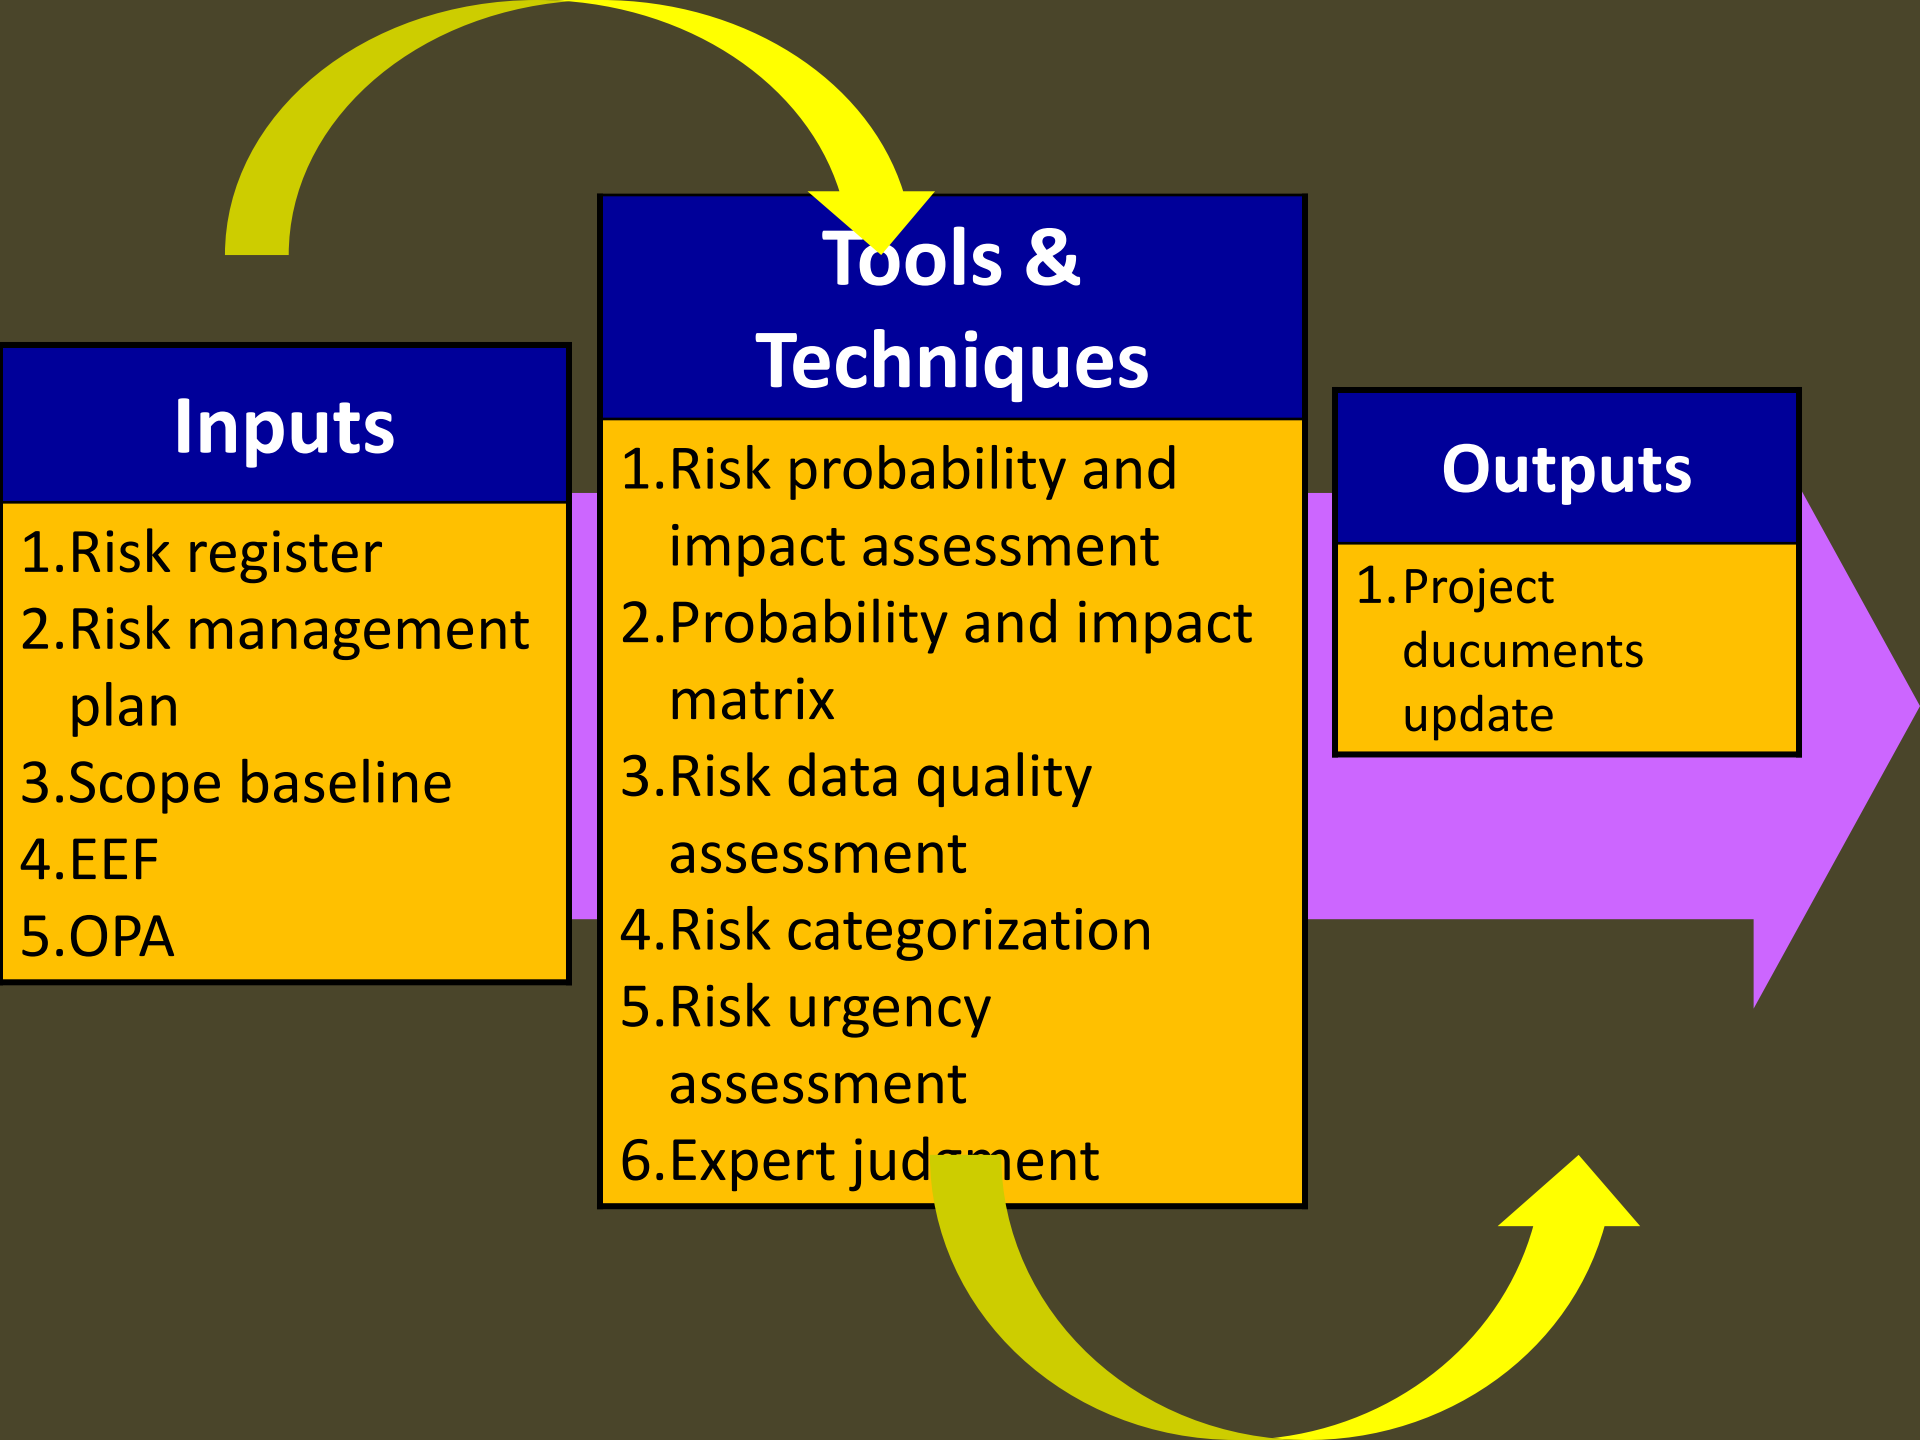 Inputs
1.Risk register
2.Risk management
plan
3.Scope baseline
4.EEF
5.OPA
Tools &
Techniques
1.Risk probability and
impact assessment
2.Probability and impact
matrix
3.Risk data quality
assessment
4.Risk categorization
5.Risk urgency
assessment
6.Expert judgment
Outputs
1.Project
ducuments
update